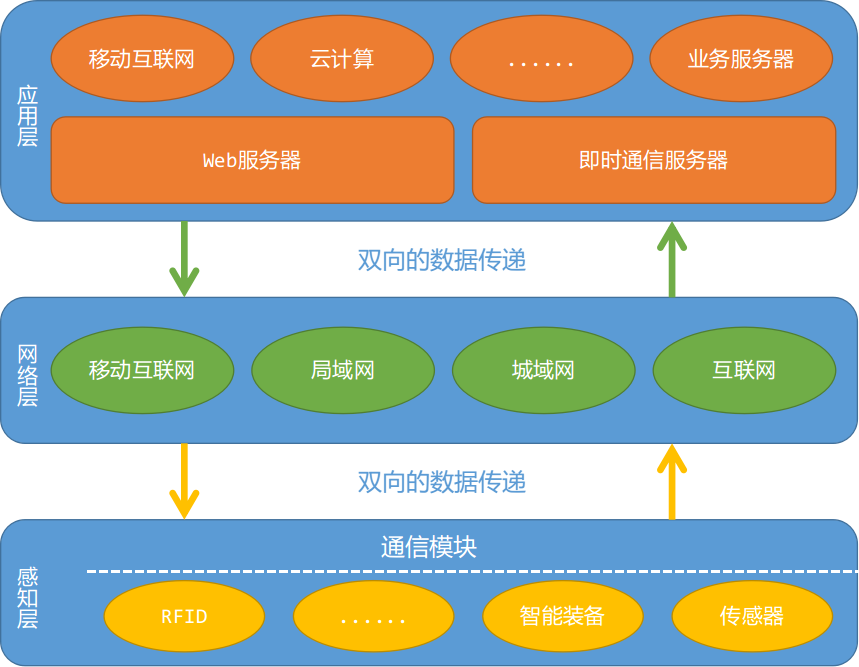 应用层
移动互联网
云计算
......
业务服务器
Web服务器
即时通信服务器
双向的数据传递
网络层
移动互联网
局域网
城域网
互联网
双向的数据传递
感知层
通信模块
RFID
......
智能装备
传感器